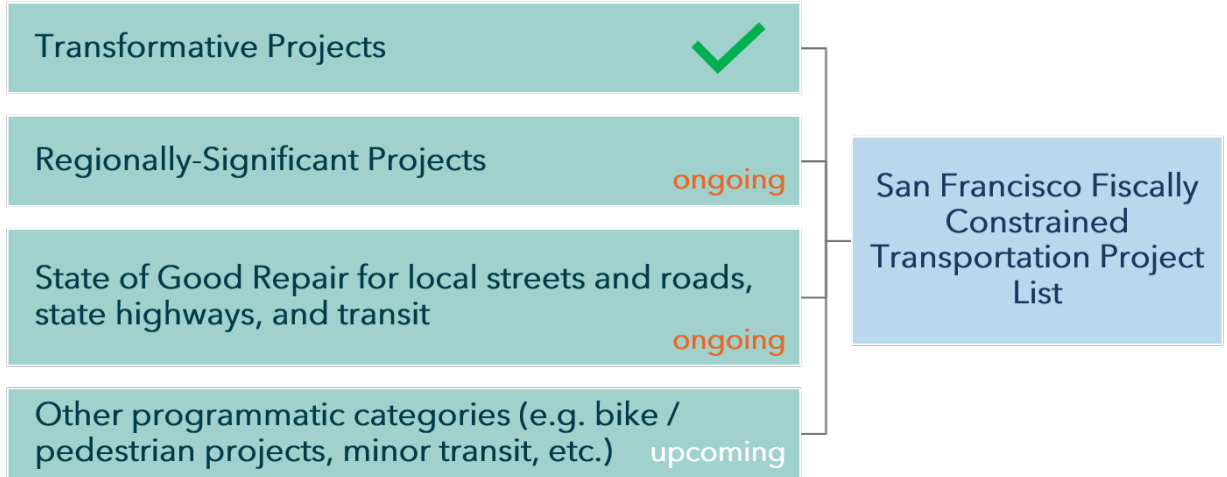 Transformative Projects
Regionally-Significant Projects
ongoing
State of Good Repair for local streets and roads,
state highways, and transit
ongoing
Other programmatic categories (e.g. bike /
pedestrian projects, minor transit, etc.)
upcoming
San Francisco Fiscally
Constrained
Transportation Project
List